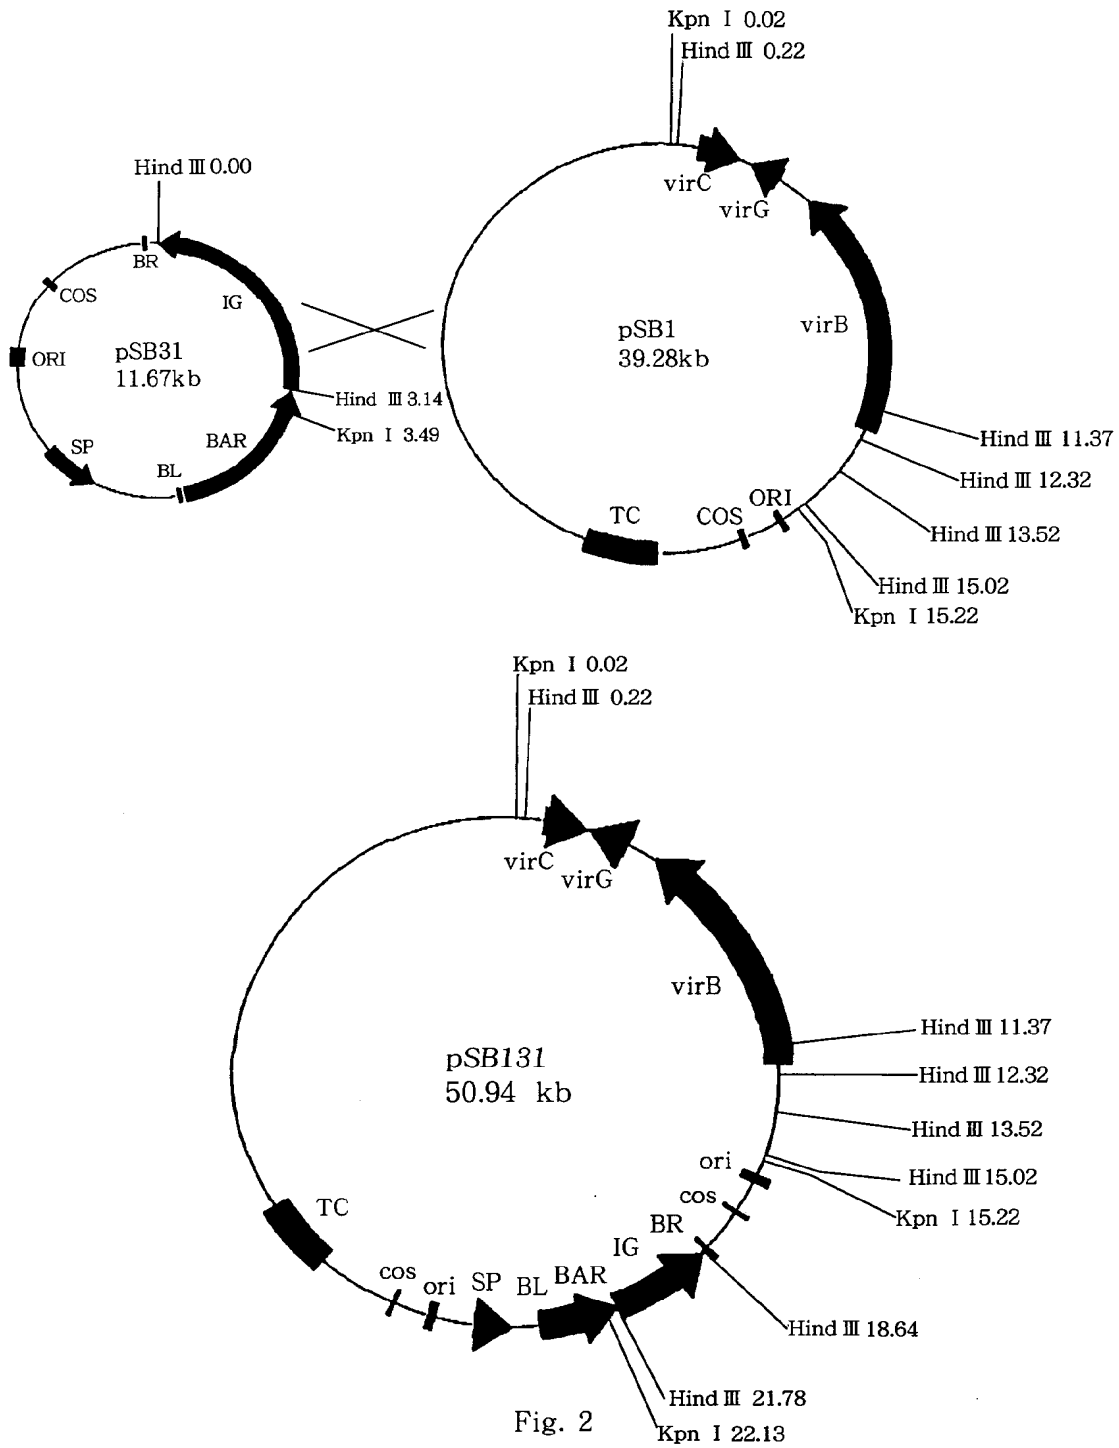 Kpn I 0.02
Hind III 0.22
virC
virG
virB
pSB1
39.28kb
Hind III 11.37
Hind III 12.32
Hind III 13.52
Hind III 15.02
Kpn I 15.22
ORI
COS
TC
Hind III 0.00
BR
COS
IG
ORI
pSB31
11.67kb
Hind III 3.14
Kpn I 3.49
SP
BAR
BL
Kpn I 0.02
Hind III 0.22
virC
virG
virB
pSB131
50.94 kb
Hind III 11.37
Hind III 12.32
Hind III 13.52
Hind III 15.02
Kpn I 15.22
ori
cos
BR
IG
BAR
BL
SP
ori
cos
TC
Hind III 18.64
Hind III 21.78
Kpn I 22.13
Fig. 2